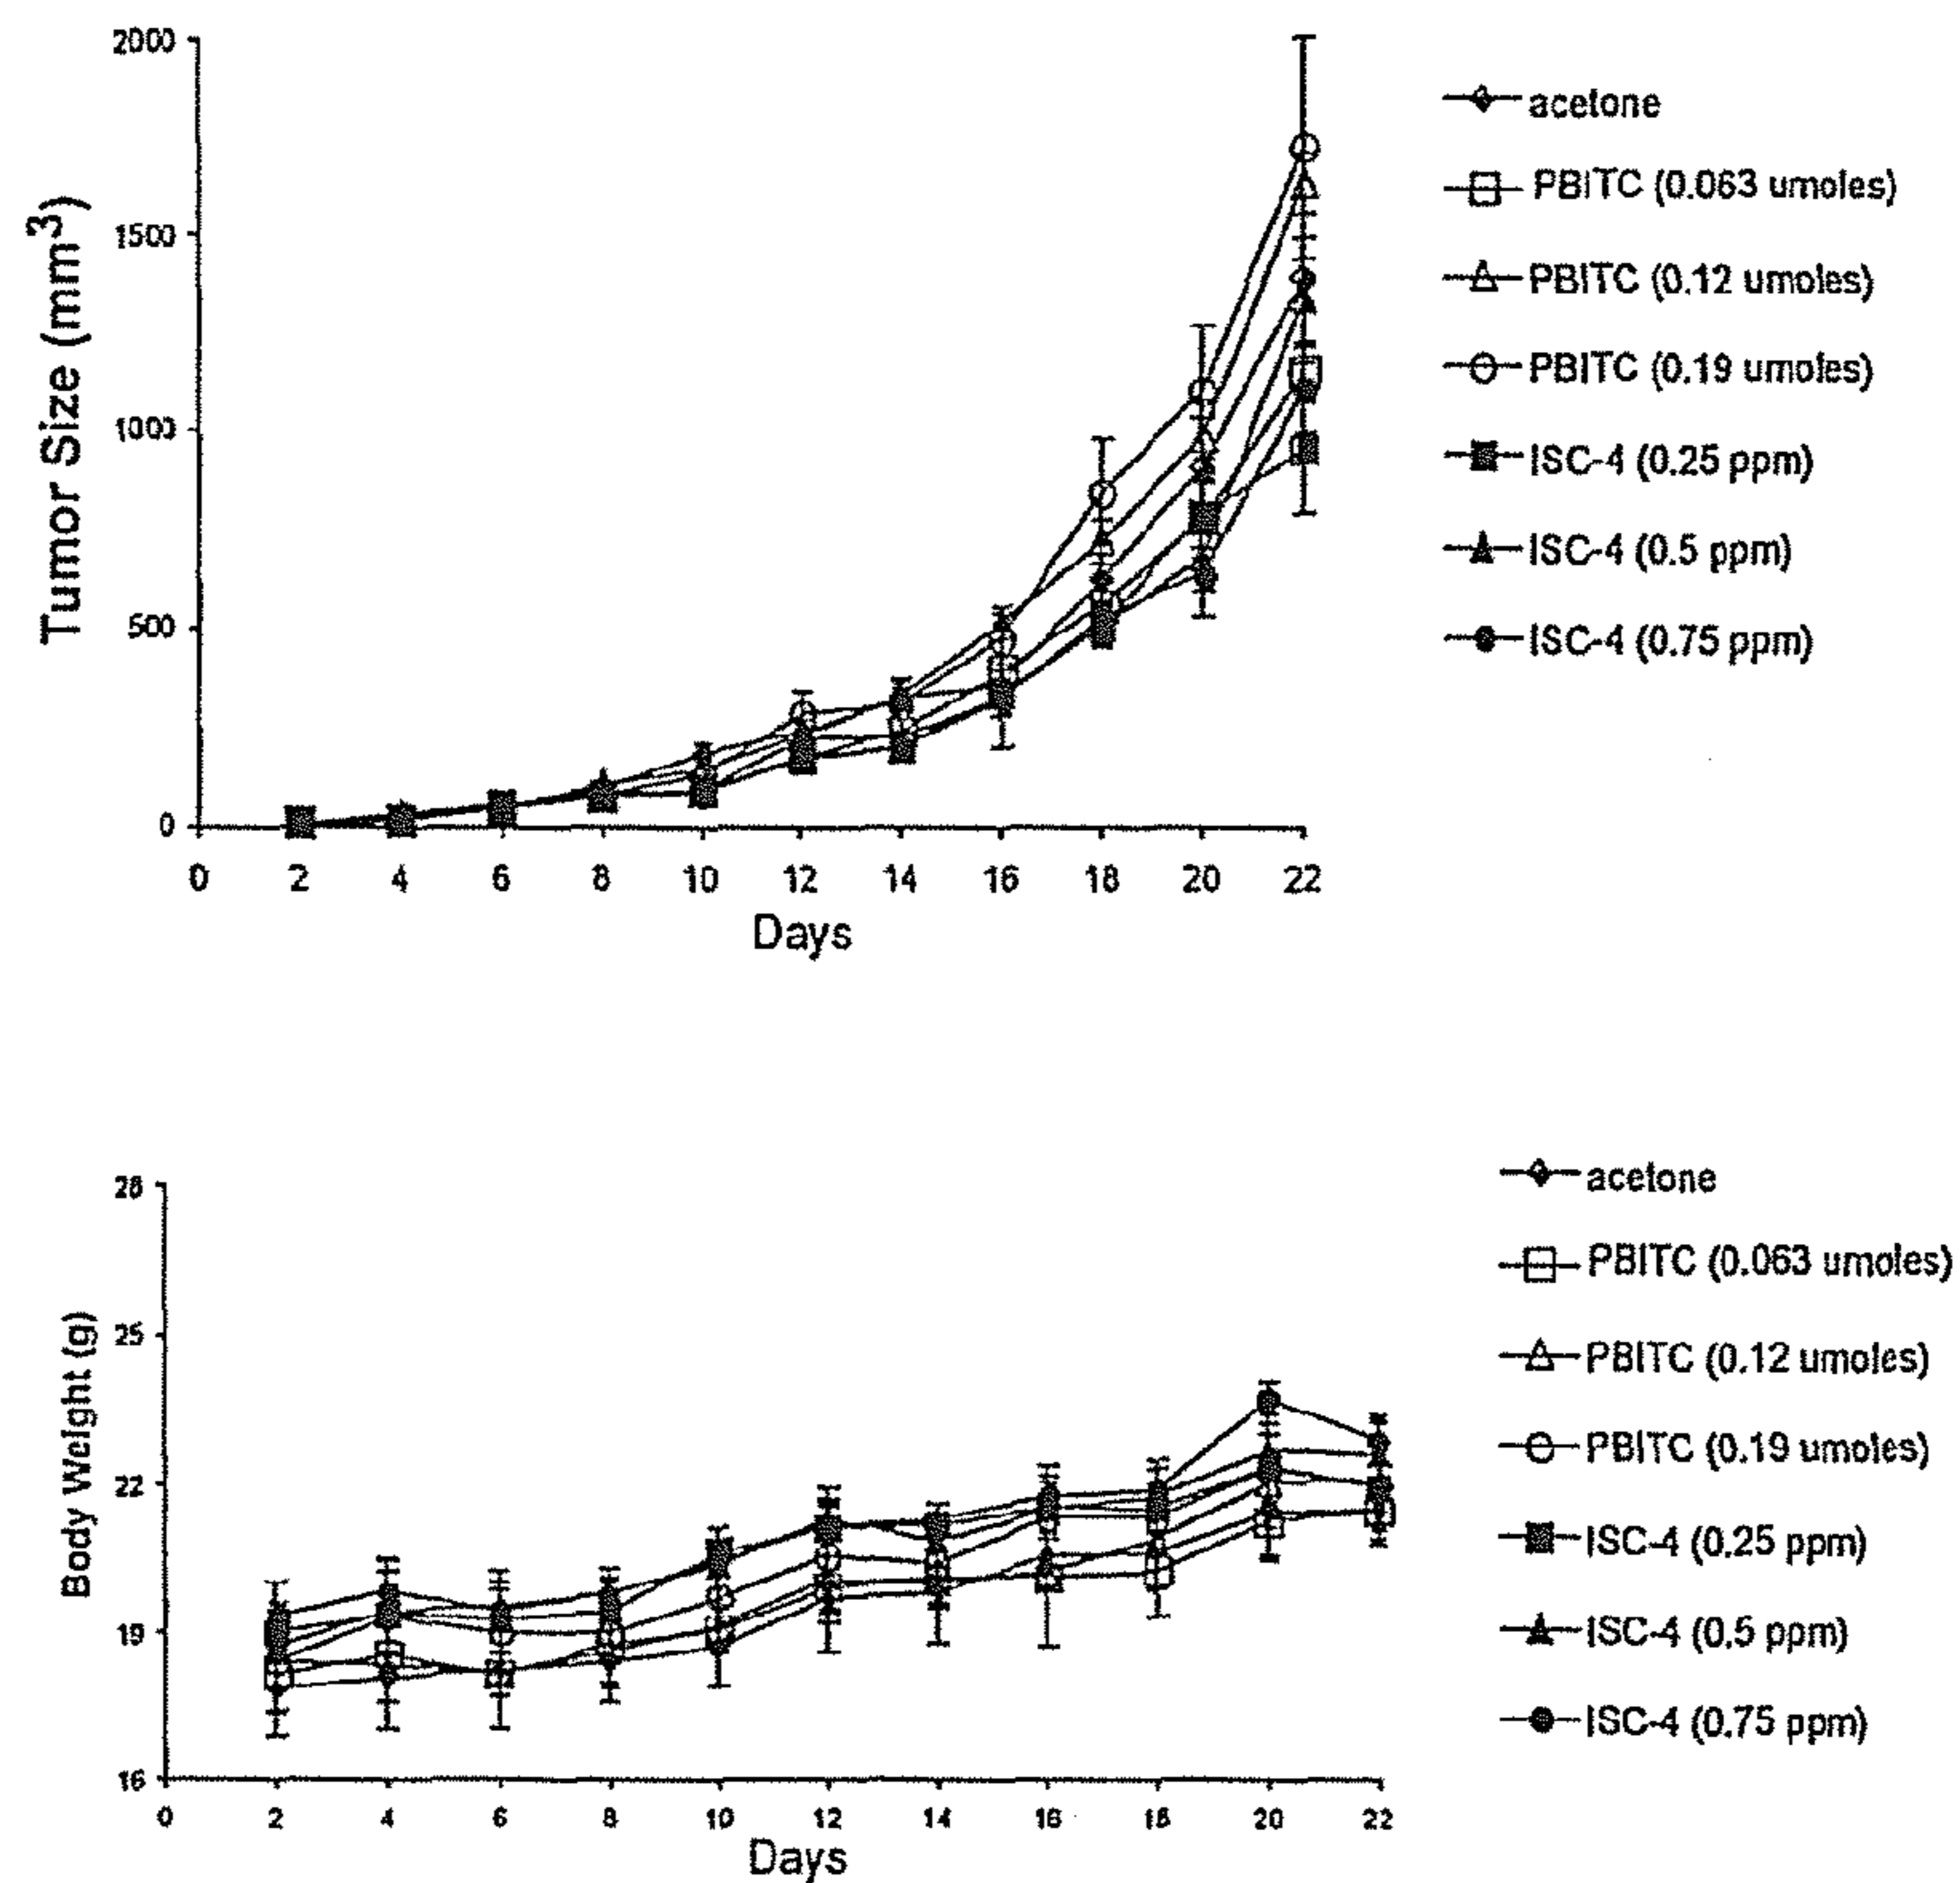 2000
1500
1000
500
0
Tumor Size (mm³)
0 2 4 6 8 10 12 14 16 18 20 22
Days
acetone
PBITC (0.063 umoles)
PBITC (0.12 umoles)
PBITC (0.19 umoles)
ISC-4 (0.25 ppm)
ISC-4 (0.5 ppm)
ISC-4 (0.75 ppm)
28
25
22
19
16
Body Weight (g)
0 2 4 6 8 10 12 14 16 18 20 22
Days
acetone
PBITC (0.063 umoles)
PBITC (0.12 umoles)
PBITC (0.19 umoles)
ISC-4 (0.25 ppm)
ISC-4 (0.5 ppm)
ISC-4 (0.75 ppm)